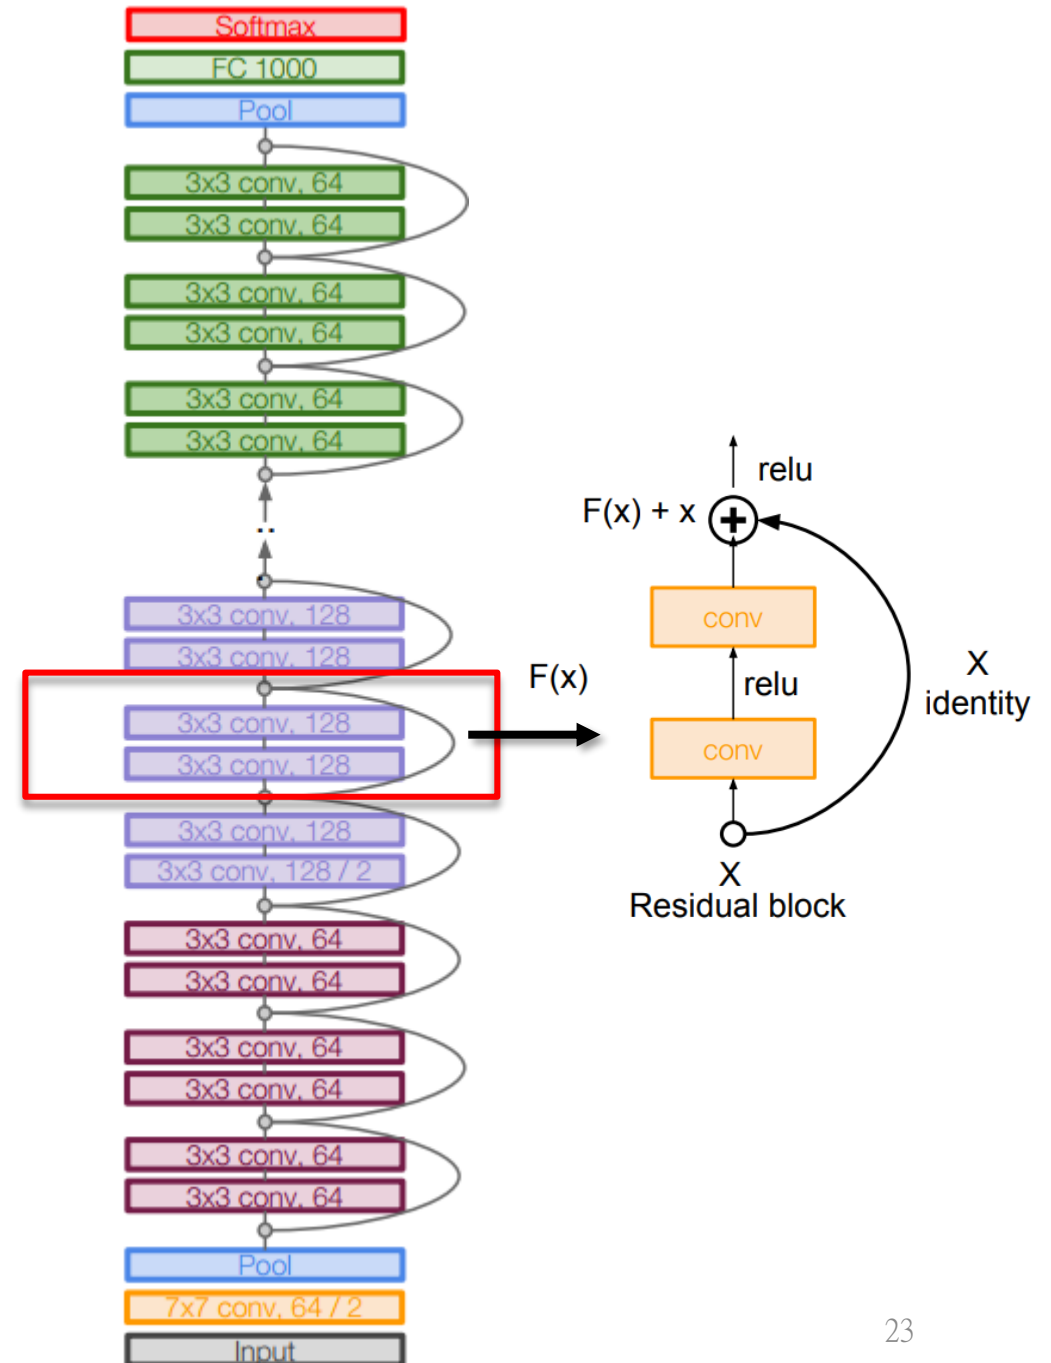 Softmax
FC 1000
Pool
3x3 conv, 64
3x3 conv, 64
3x3 conv, 64
3x3 conv, 64
3x3 conv, 64
3x3 conv, 64
..
3x3 conv, 128
3x3 conv, 128
3x3 conv, 128
3x3 conv, 128
3x3 conv, 128
3x3 conv, 128 / 2
3x3 conv, 64
3x3 conv, 64
3x3 conv, 64
3x3 conv, 64
3x3 conv, 64
3x3 conv, 64
Pool
7x7 conv, 64 / 2
Input
relu
F(x) + x
+
conv
F(x)
relu
X
identity
conv
X
Residual block
23